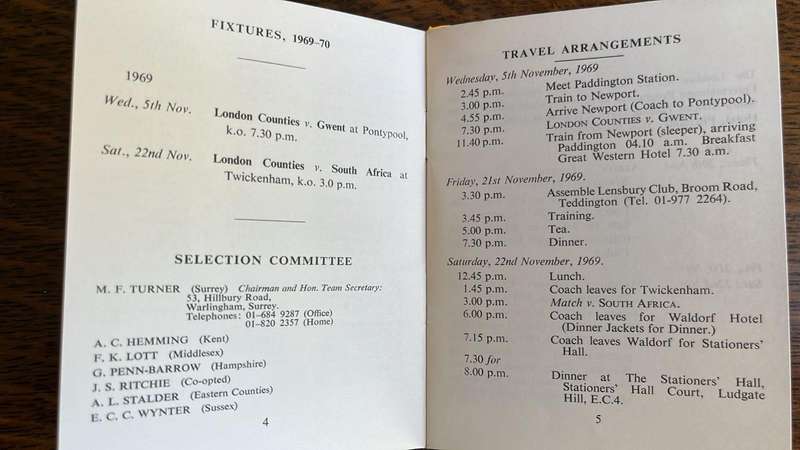 FIXTURES, 1969–70
1969
Wed., 5th Nov.
London Counties v. Gwent at Pontypool,
k.o. 7.30 p.m.
Sat., 22nd Nov.
London Counties v. South Africa at
Twickenham, k.o. 3.0 p.m.
SELECTION COMMITTEE
M. F. TURNER (Surrey) Chairman and Hon. Team Secretary:
53, Hillbury Road,
Warlingham, Surrey.
Telephones: 01–684 9287 (Office)
01–820 2357 (Home)
A. C. HEMMING (Kent)
F. K. LOTT (Middlesex)
G. PENN-BARROW (Hampshire)
J. S. RITCHIE (Co-opted)
A. L. STALDER (Eastern Counties)
E. C. C. WYNTER (Sussex)
4
TRAVEL ARRANGEMENTS
Wednesday, 5th November, 1969
2.45 p.m. Meet Paddington Station.
3.00 p.m. Train to Newport.
4.55 p.m. Arrive Newport (Coach to Pontypool).
7.30 p.m. LONDON COUNTIES v. GWENT.
11.40 p.m. Train from Newport (sleeper), arriving
Paddington 04.10 a.m. Breakfast
Great Western Hotel 7.30 a.m.
Friday, 21st November, 1969.
3.30 p.m. Assemble Lensbury Club, Broom Road,
Teddington (Tel. 01-977 2264).
3.45 p.m. Training.
5.00 p.m. Tea.
7.30 p.m. Dinner.
Saturday, 22nd November, 1969.
12.45 p.m. Lunch.
1.45 p.m. Coach leaves for Twickenham.
3.00 p.m. Match v. SOUTH AFRICA.
6.00 p.m. Coach leaves for Waldorf Hotel
(Dinner Jackets for Dinner.)
7.15 p.m. Coach leaves Waldorf for Stationers'
Hall.
7.30 for
8.00 p.m. Dinner at The Stationers' Hall,
Stationers' Hall Court, Ludgate
Hill, E.C.4.
5